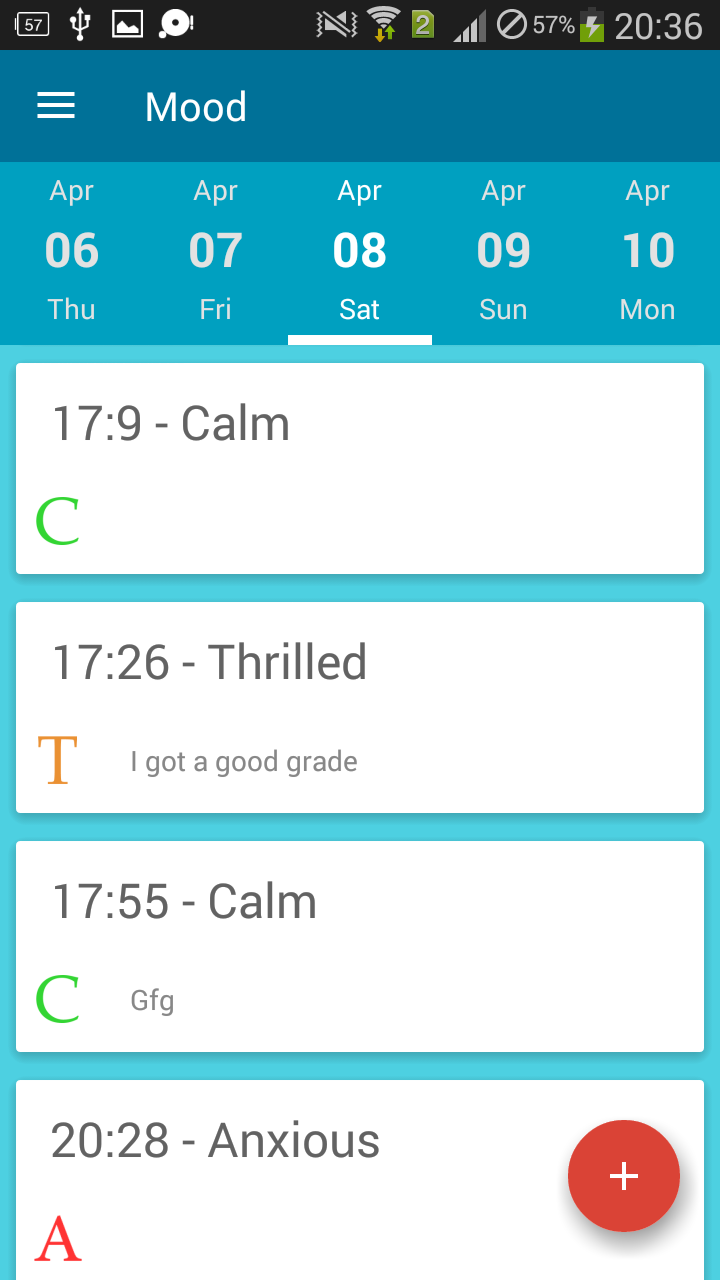 57
2
57%
20:36
Mood
Apr Apr Apr Apr Apr
06 07 08 09 10
Thu Fri Sat Sun Mon
17:9 - Calm
C
17:26 - Thrilled
T I got a good grade
17:55 - Calm
C Gfg
20:28 - Anxious
+
A